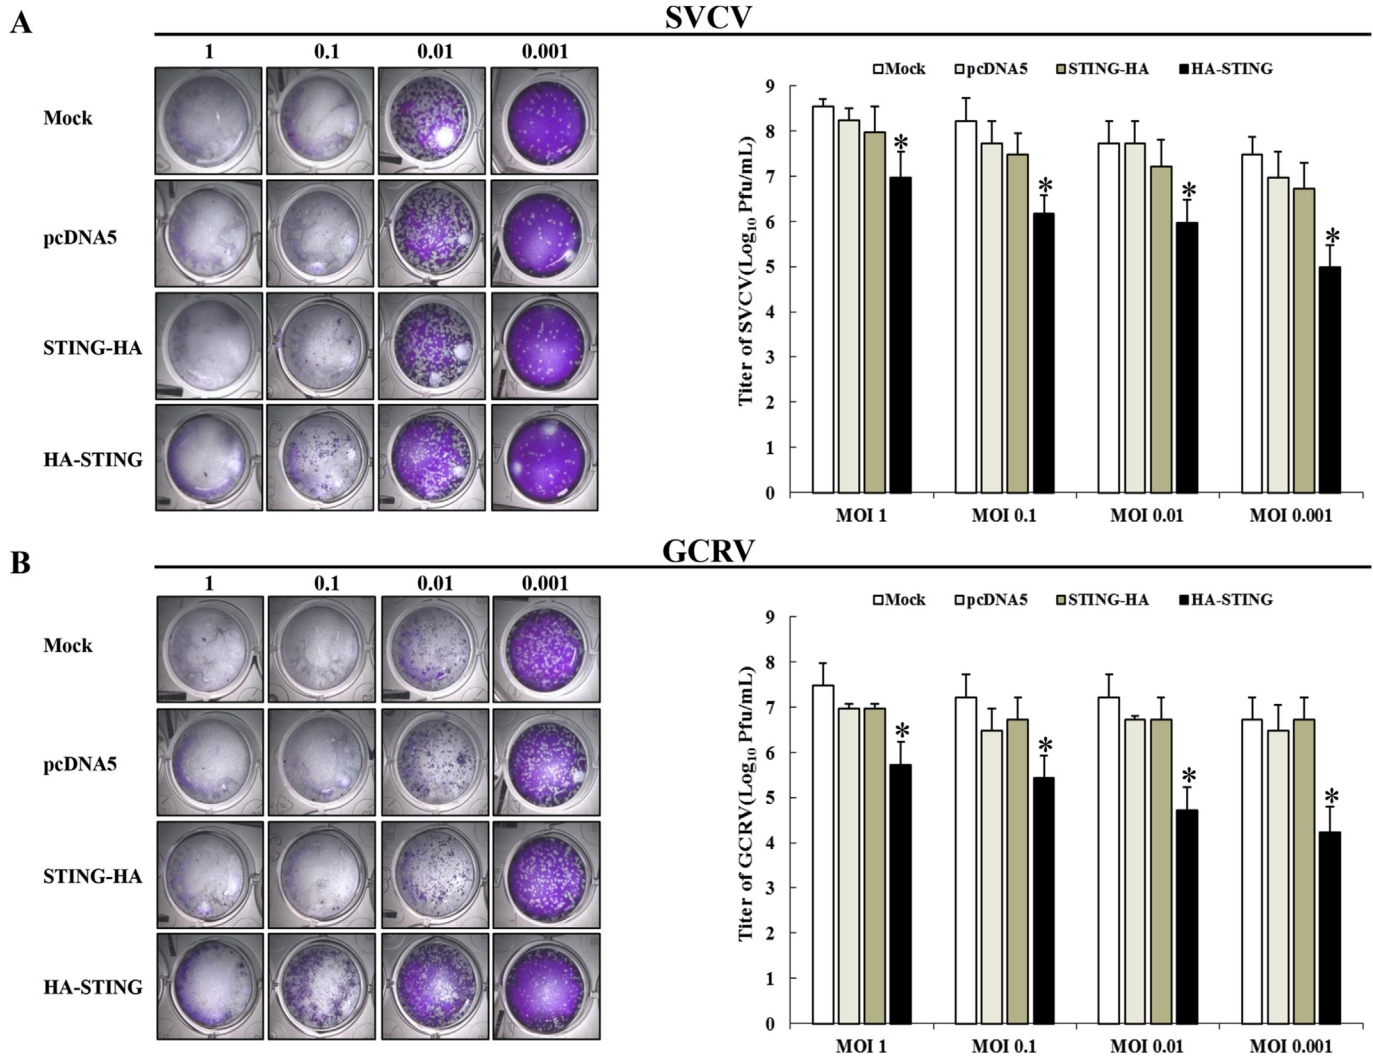 A
SVCV
1 0.1 0.01 0.001
Mock
pcDNA5
STING-HA
HA-STING
Mock pcDNA5 STING-HA HA-STING
Titer of SVCV(Log10 Pfu/mL)
9
8
7
6
5
4
3
2
1
0
* * * *
MOI 1 MOI 0.1 MOI 0.01 MOI 0.001
B
GCRV
1 0.1 0.01 0.001
Mock
pcDNA5
STING-HA
HA-STING
Mock pcDNA5 STING-HA HA-STING
Titer of GCRV(Log10 Pfu/mL)
9
8
7
6
5
4
3
2
1
0
* * * *
MOI 1 MOI 0.1 MOI 0.01 MOI 0.001